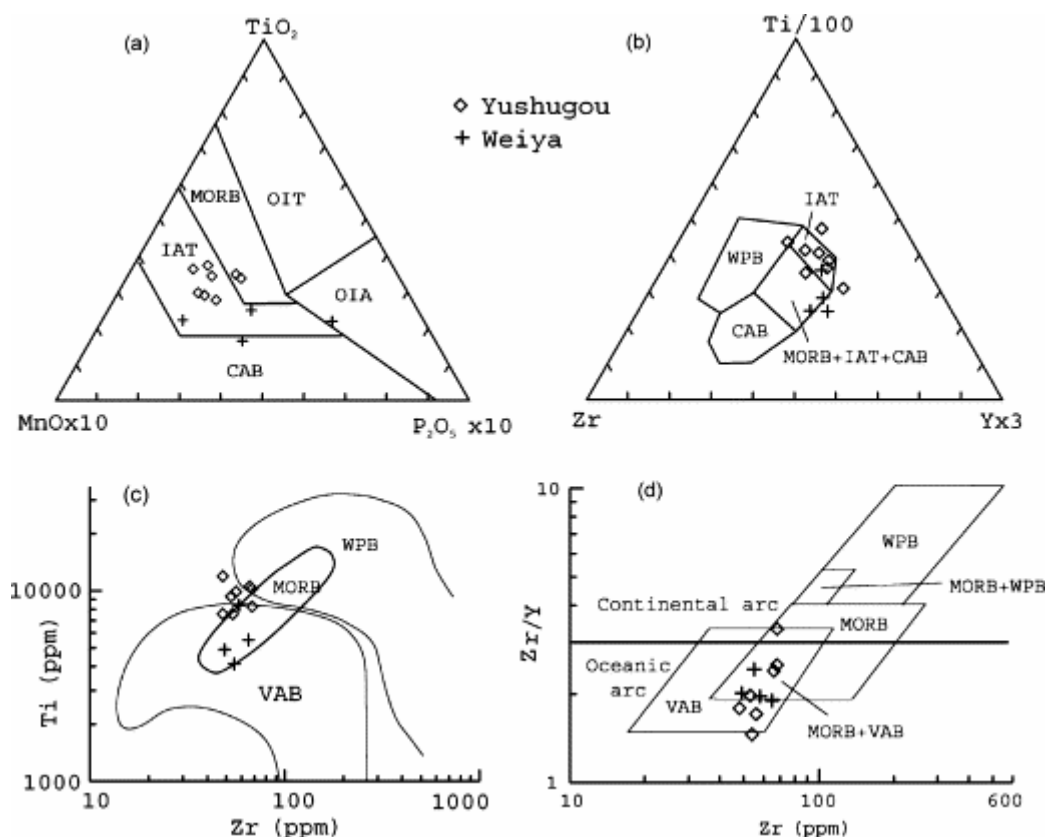 (a)
TiO₂
MORB
OIT
IAT
OIA
CAB
MnOx10
P₂O₅ x10
◇ Yushugou
+ Weiya
(b)
Ti/100
IAT
WPB
CAB
MORB+IAT+CAB
Zr
Yx3
(c)
WPB
MORB
VAB
10000
1000
Ti (ppm)
10
100
1000
Zr (ppm)
(d)
10
WPB
MORB+WPB
Continental arc
MORB
Oceanic
arc
VAB
MORB+VAB
Zr/Y
1
10
100
600
Zr (ppm)